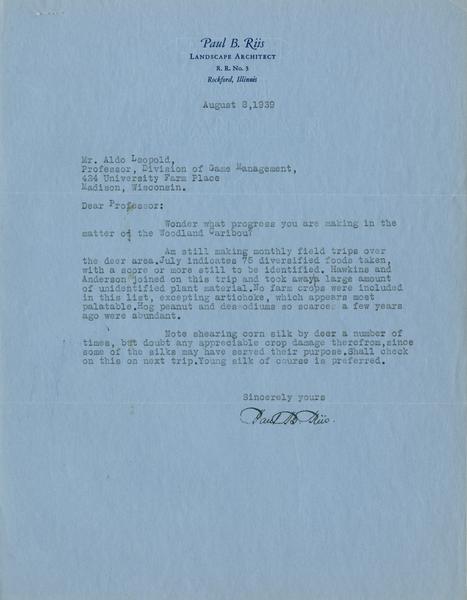 Paul B. Riis
LANDSCAPE ARCHITECT
R. R. No. 3
Rockford, Illinois
August 8,1939
Mr. Aldo Leopold,
Professor, Division of Game Management,
424 University Farm Place
Madison, Wisconsin.
Dear Professor:
Wonder what progress you are making in the
matter of the Woodland Caribou?
Am still making monthly field trips over
the deer area.July indicates 75 diversified foods taken,
with a score or more still to be identified. Hawkins and
Anderson joined on this trip and took away a large amount
of unidentified plant material.No farm crops were included
in this list, excepting artichoke, which appears most
palatable.Hog peanut and desmodiums so scarce a few years
ago were abundant.
Note shearing corn silk by deer a number of
times, but doubt any appreciable crop damage therefrom,since
some of the silks may have served their purpose.Shall check
on this on next trip.Young silk of course is preferred.
Sincerely yours
Paul B. Riis.